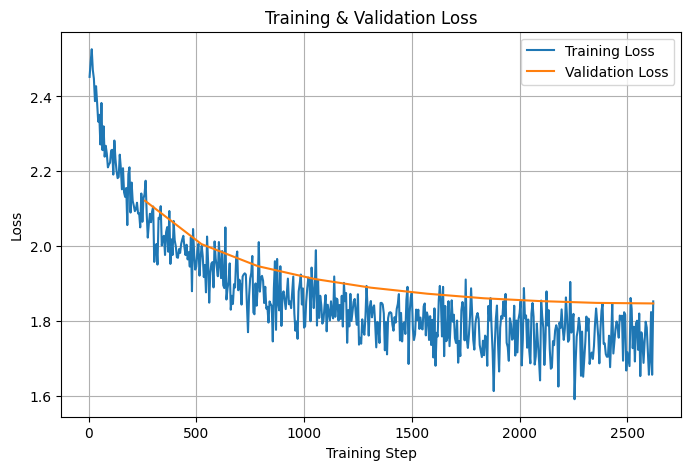 Training & Validation Loss
Training Loss
Validation Loss
Loss
2.4
2.2
2.0
1.8
1.6
0
500
1000
1500
2000
2500
Training Step